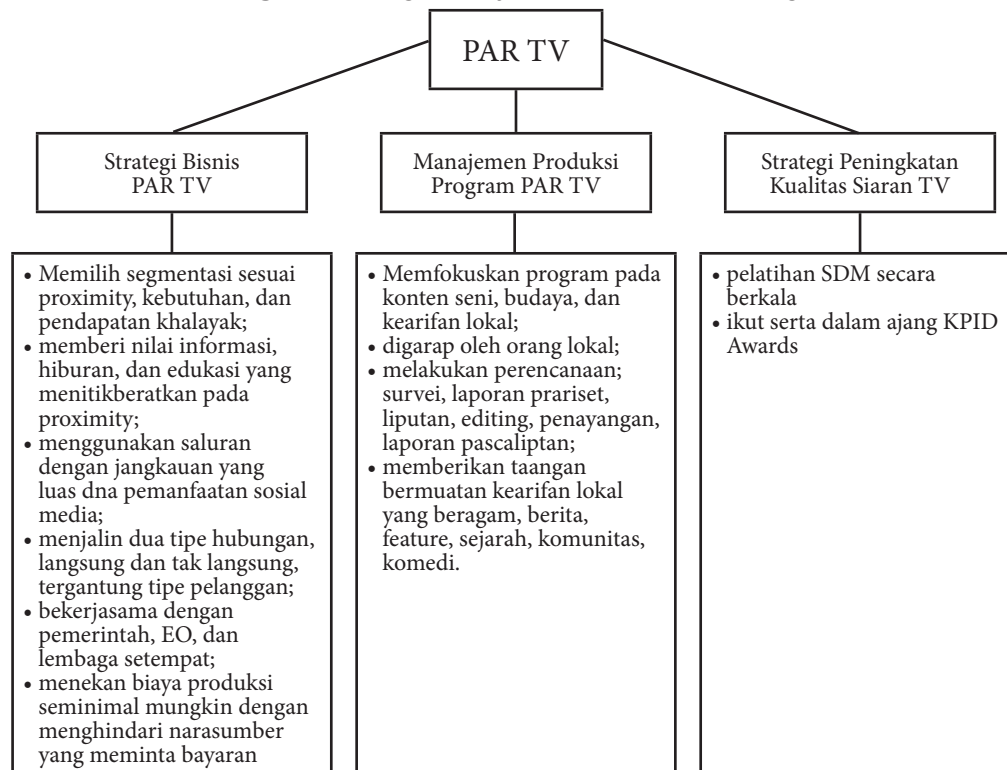 PAR TV
Strategi Bisnis
PAR TV
Manajemen Produksi
Program PAR TV
Strategi Peningkatan
Kualitas Siaran TV
• Memilih segmentasi sesuai
proximity, kebutuhan, dan
pendapatan khalayak;
• memberi nilai informasi,
hiburan, dan edukasi yang
menitikberatkan pada
proximity;
• menggunakan saluran
dengan jangkauan yang
luas dna pemanfaatan sosial
media;
• menjalin dua tipe hubungan,
langsung dan tak langsung,
tergantung tipe pelanggan;
• bekerjasama dengan
pemerintah, EO, dan
lembaga setempat;
• menekan biaya produksi
seminimal mungkin dengan
menghindari narasumber
yang meminta bayaran
• Memfokuskan program pada
konten seni, budaya, dan
kearifan lokal;
• digarap oleh orang lokal;
• melakukan perencanaan;
survei, laporan prariset,
liputan, editing, penayangan,
laporan pascaliptan;
• memberikan taangan
bermuatan kearifan lokal
yang beragam, berita,
feature, sejarah, komunitas,
komedi.
• pelatihan SDM secara
berkala
• ikut serta dalam ajang KPID
Awards